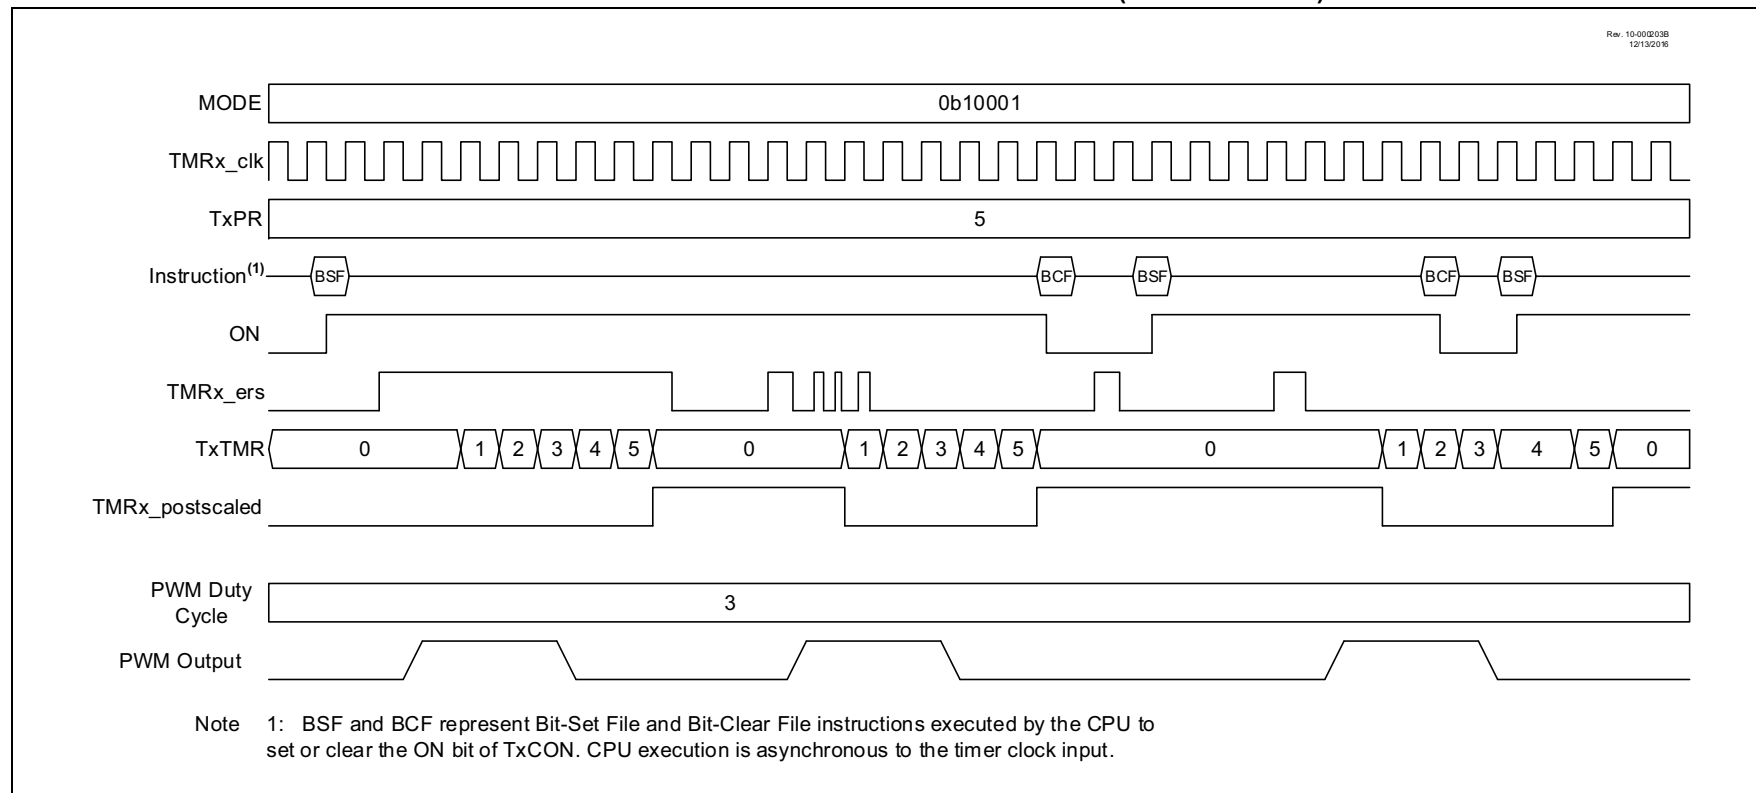 Rev. 10-000203B
12/13/2016
MODE 0b10001
TMRx_clk
TxPR 5
Instruction(1) BSF BCF BSF BCF BSF
ON
TMRx_ers
TxTMR 0 1 2 3 4 5 0 1 2 3 4 5 0 1 2 3 4 5 0
TMRx_postscaled
PWM Duty
Cycle
3
PWM Output
Note 1: BSF and BCF represent Bit-Set File and Bit-Clear File instructions executed by the CPU to
set or clear the ON bit of TxCON. CPU execution is asynchronous to the timer clock input.